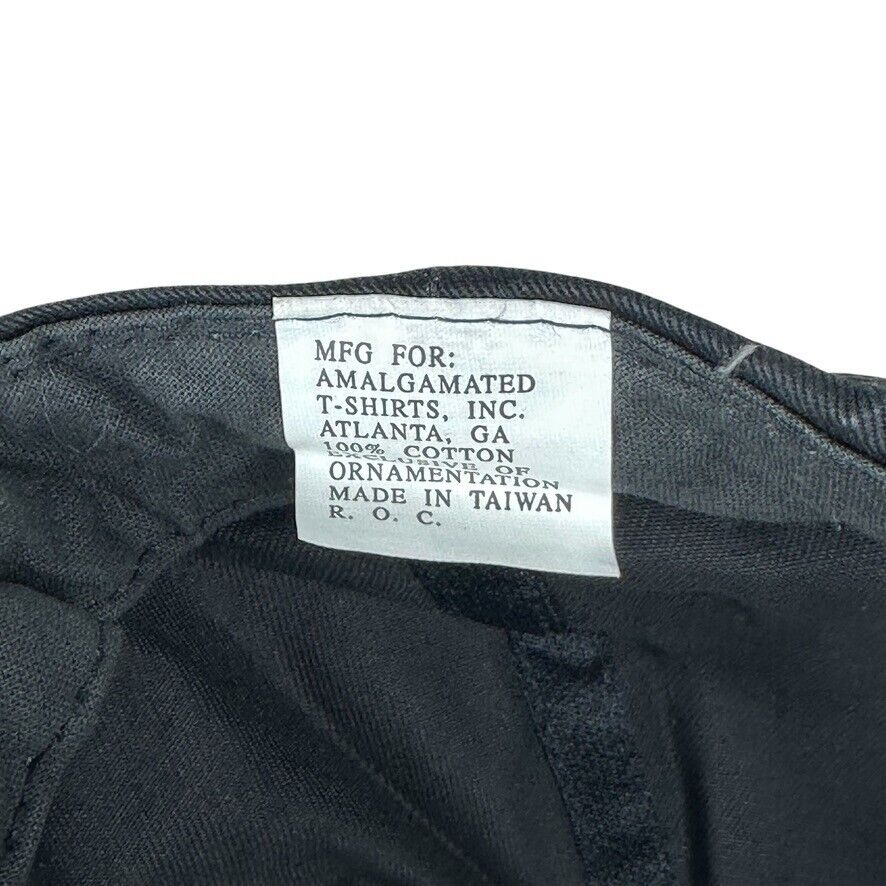 MFG FOR:
AMALGAMATED
T-SHIRTS, INC.
ATLANTA, GA
100% COTTON
EXCLUSIVE OF
ORNAMENTATION
MADE IN TAIWAN
R. O. C.